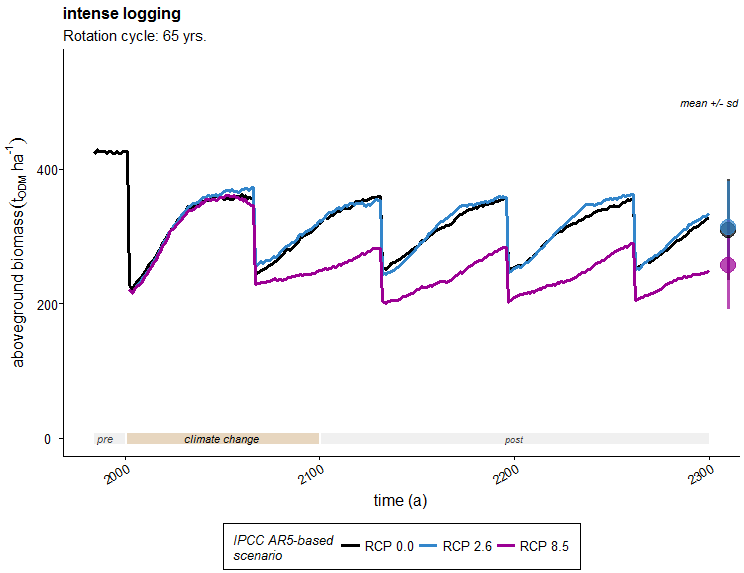 intense logging
Rotation cycle: 65 yrs.
mean +/- sd
aboveground biomass (tODM ha-1)
400
200
0
pre
climate change
post
2000
2100
2200
2300
time (a)
IPCC AR5-based
scenario
RCP 0.0
RCP 2.6
RCP 8.5